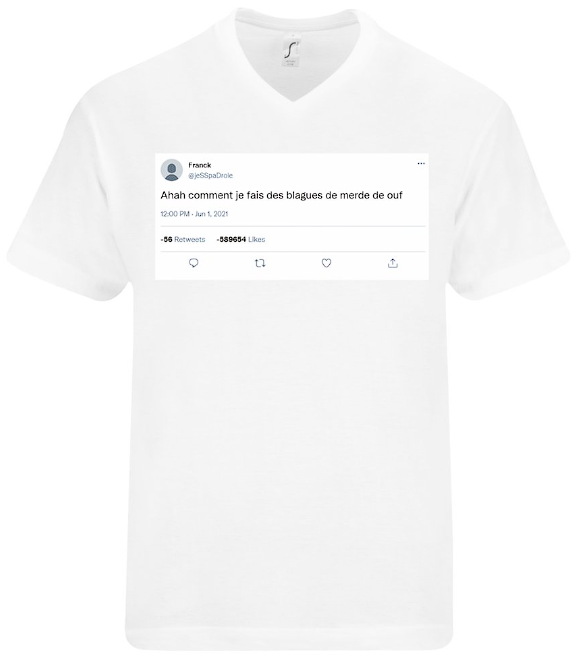 Franck
@jeSSpaDrole
Ahah comment je fais des blagues de merde de ouf
12:00 PM · Jun 1, 2021
-56 Retweets -589654 Likes